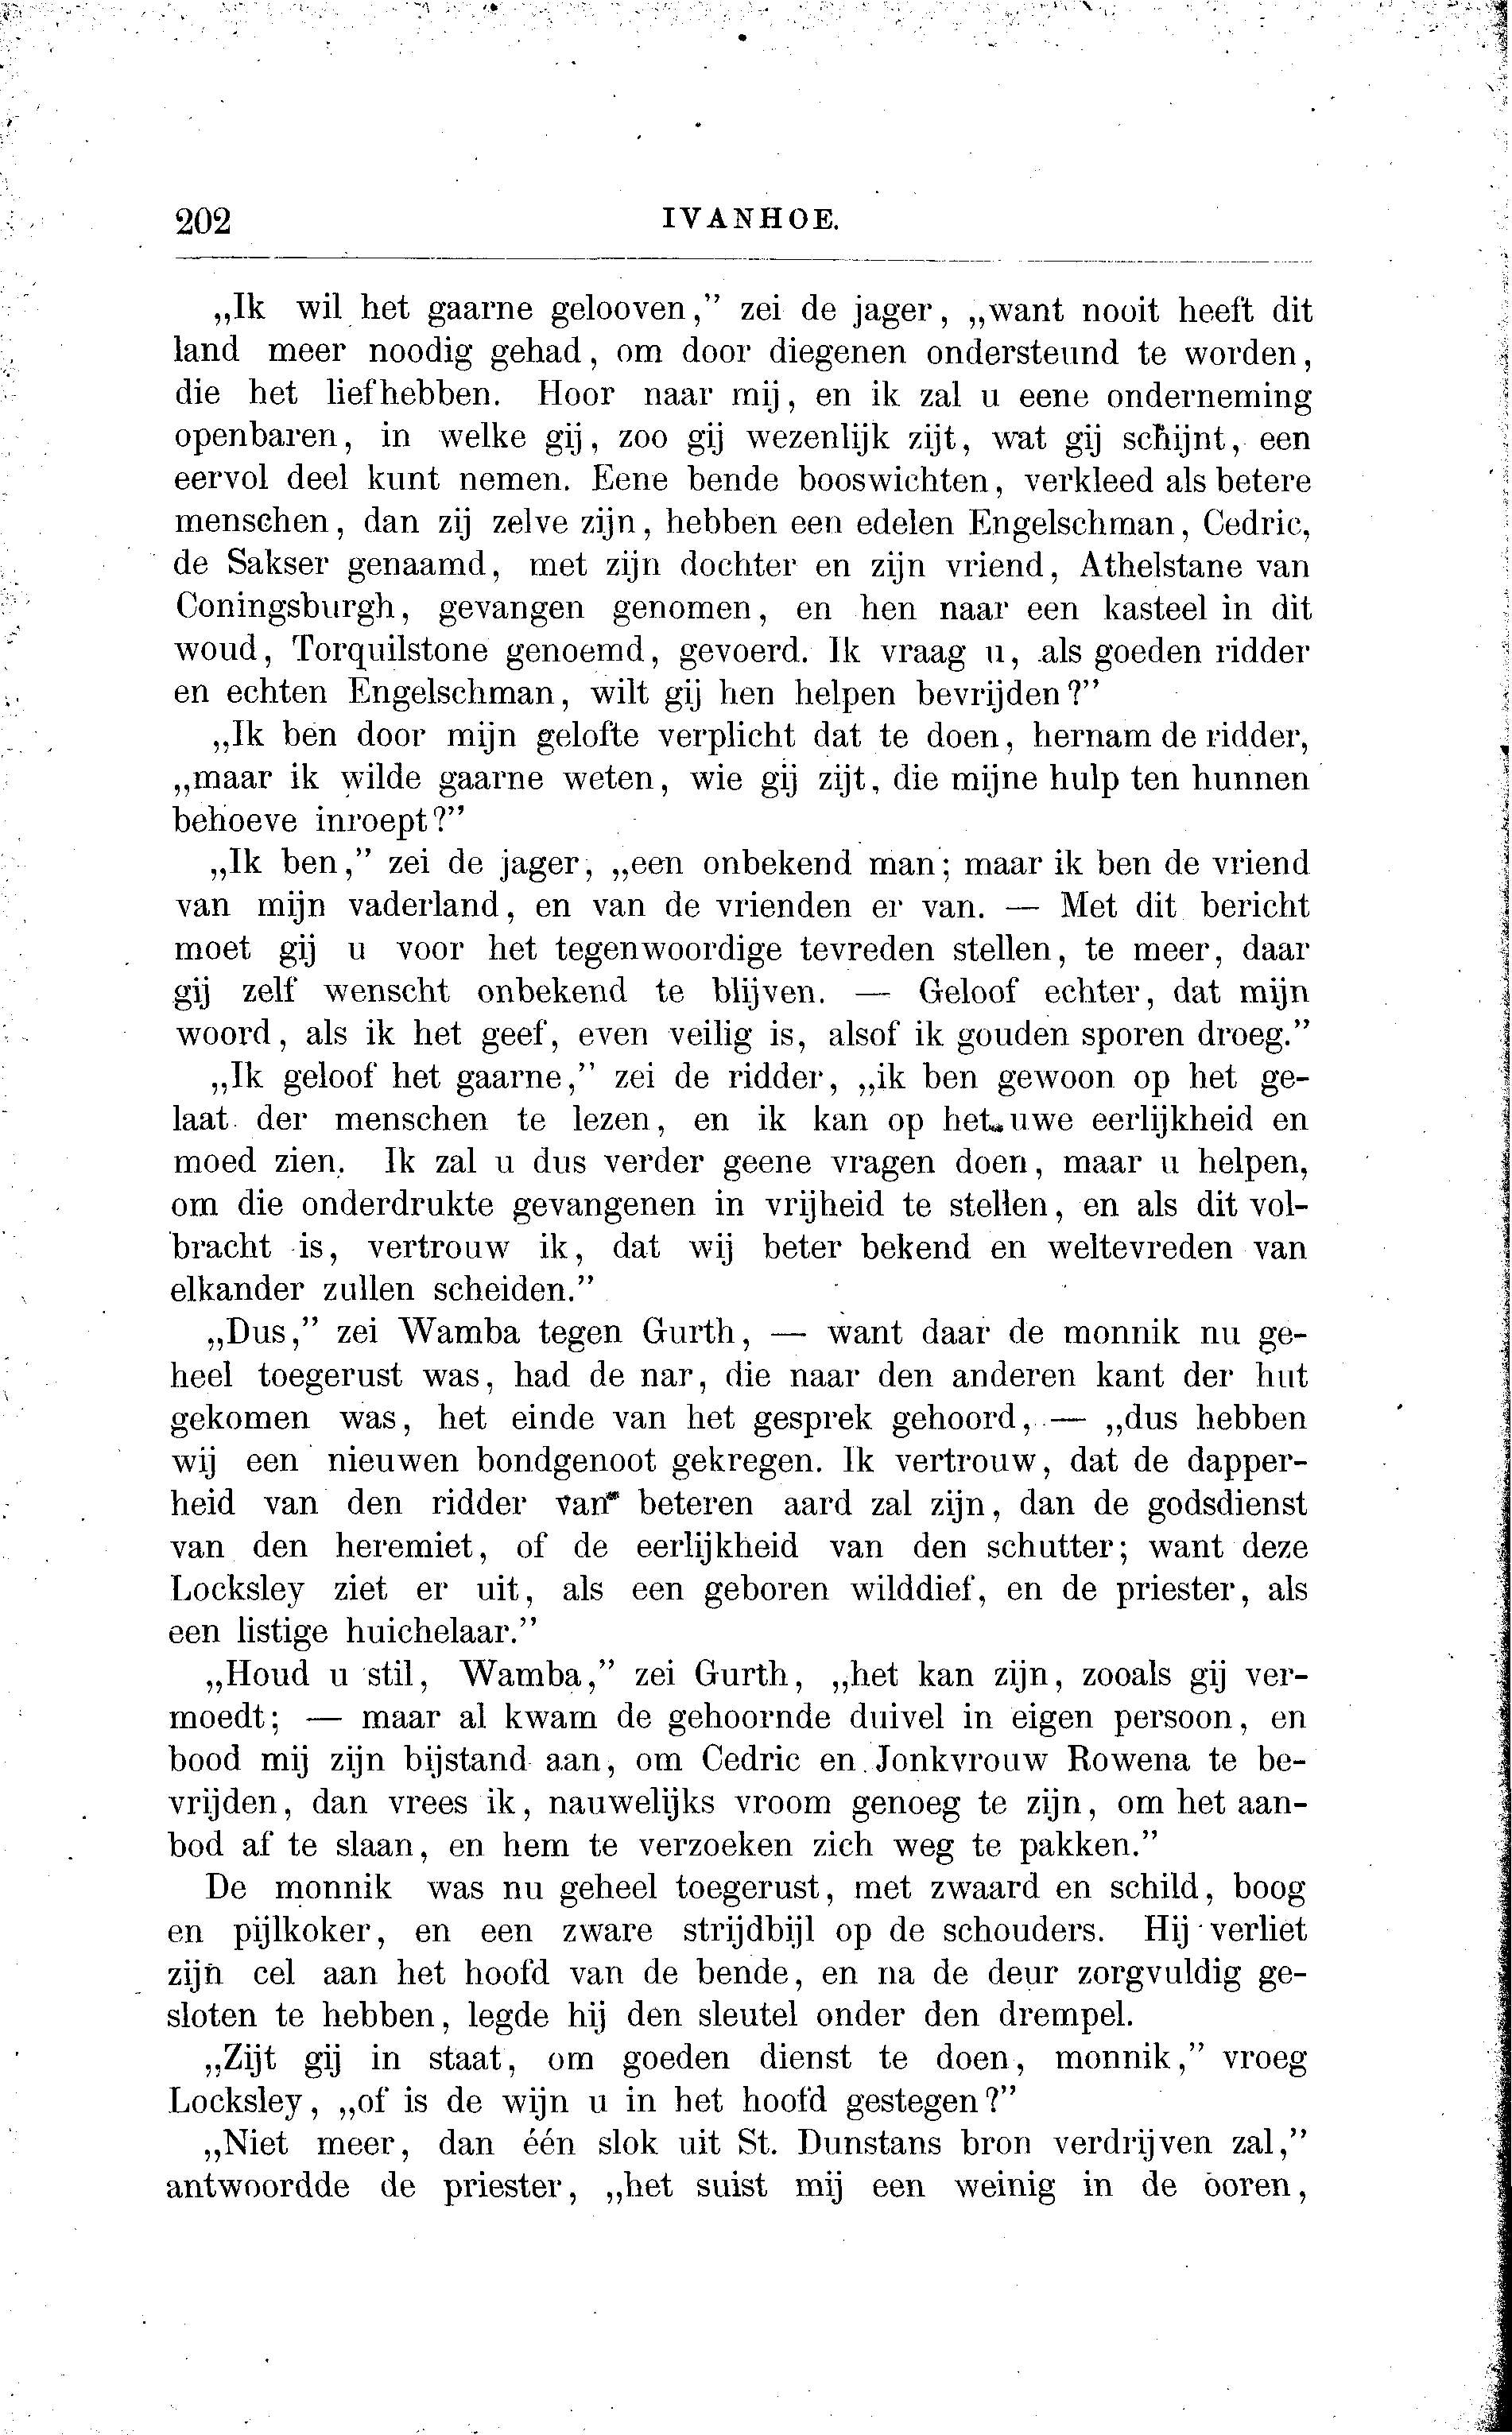 202
IVANHOE.
„Ik wil het gaarne gelooven,” zei de jager, „want nooit heeft dit
land meer noodig gehad, om door diegenen ondersteund te worden,
die het liefhebben. Hoor naar mij, en ik zal u eene onderneming
openbaren, in welke gij, zoo gij wezenlijk zijt, wat gij schijnt, een
eervol deel kunt nemen. Eene bende booswichten, verkleed als betere
menschen, dan zij zelve zijn, hebben een edelen Engelschman, Cedric,
de Sakser genaamd, met zijn dochter en zijn vriend, Athelstane van
Coningsburgh, gevangen genomen, en hen naar een kasteel in dit
woud, Torquilstone genoemd, gevoerd. Ik vraag u, als goeden ridder
en echten Engelschman, wilt gij hen helpen bevrijden?”
„Ik ben door mijn gelofte verplicht dat te doen, hernam de ridder,
„maar ik wilde gaarne weten, wie gij zijt, die mijne hulp ten hunnen
behoeve inroept?”
„Ik ben,” zei de jager, „een onbekend man; maar ik ben de vriend
van mijn vaderland, en van de vrienden er van. — Met dit bericht
moet gij u voor het tegenwoordige tevreden stellen, te meer, daar
gij zelf wenscht onbekend te blijven. — Geloof echter, dat mijn
woord, als ik het geef, even veilig is, alsof ik gouden sporen droeg.”
„Ik geloof het gaarne,” zei de ridder, „ik ben gewoon op het ge-
laat der menschen te lezen, en ik kan op het uwe eerlijkheid en
moed zien. Ik zal u dus verder geene vragen doen, maar u helpen,
om die onderdrukte gevangenen in vrijheid te stellen, en als dit vol-
bracht is, vertrouw ik, dat wij beter bekend en weltevreden van
elkander zullen scheiden.”
„Dus,” zei Wamba tegen Gurth, — want daar de monnik nu ge-
heel toegerust was, had de nar, die naar den anderen kant der hut
gekomen was, het einde van het gesprek gehoord, — „dus hebben
wij een nieuwen bondgenoot gekregen. Ik vertrouw, dat de dapper-
heid van den ridder van beteren aard zal zijn, dan de godsdienst
van den heremiet, of de eerlijkheid van den schutter; want deze
Locksley ziet er uit, als een geboren wilddief, en de priester, als
een listige huichelaar.”
„Houd u stil, Wamba,” zei Gurth, „het kan zijn, zooals gij ver-
moedt; — maar al kwam de gehoornde duivel in eigen persoon, en
bood mij zijn bijstand aan, om Cedric en Jonkvrouw Rowena te be-
vrijden, dan vrees ik, nauwelijks vroom genoeg te zijn, om het aan-
bod af te slaan, en hem te verzoeken zich weg te pakken.”
De monnik was nu geheel toegerust, met zwaard en schild, boog
en pijlkoker, en een zware strijdbijl op de schouders. Hij verliet
zijn cel aan het hoofd van de bende, en na de deur zorgvuldig ge-
sloten te hebben, legde hij den sleutel onder den drempel.
„Zijt gij in staat, om goeden dienst te doen, monnik,” vroeg
Locksley, „of is de wijn u in het hoofd gestegen?”
„Niet meer, dan één slok uit St. Dunstans bron verdrijven zal,”
antwoordde de priester, „het suist mij een weinig in de ooren,